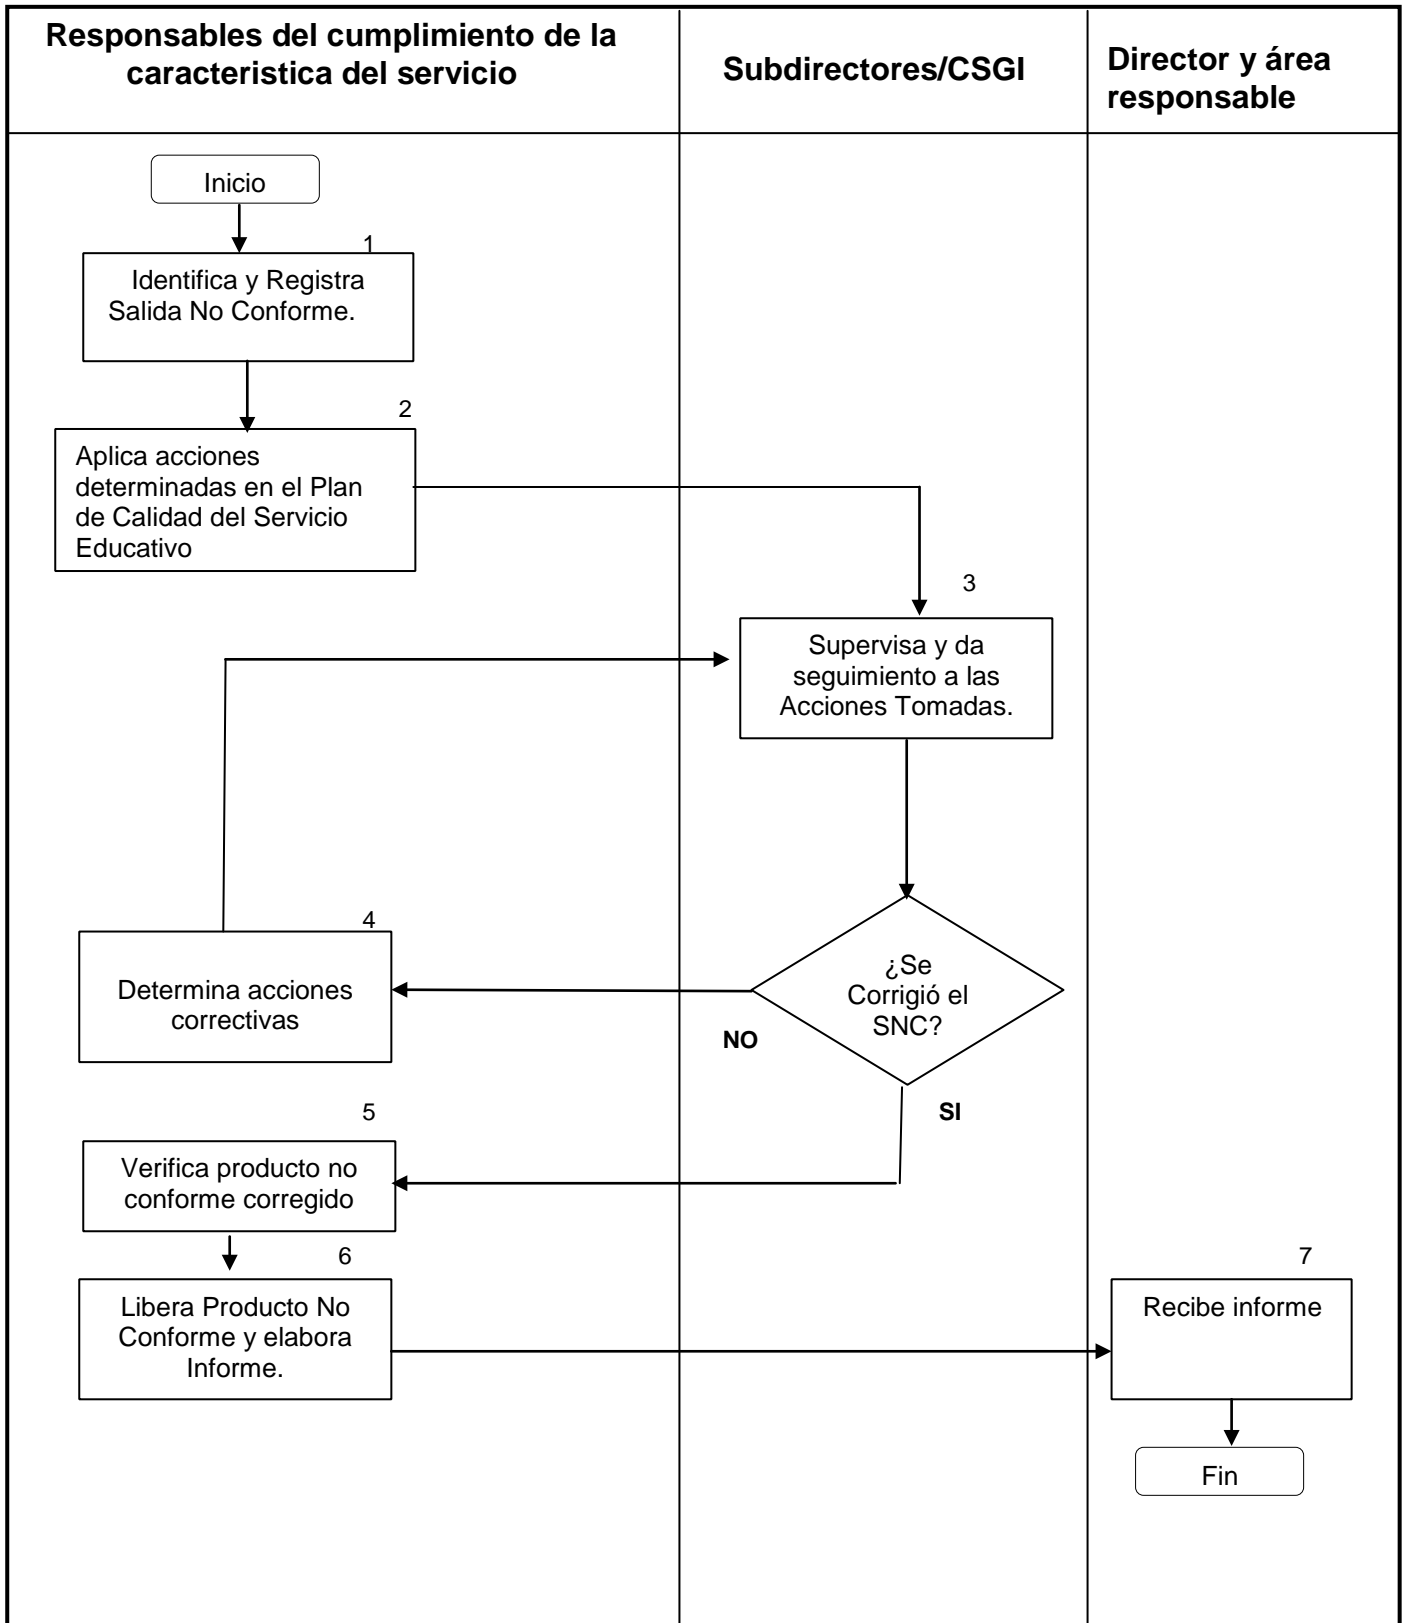 Responsables del cumplimiento de la
caracteristica del servicio
Subdirectores/CSGI
Director y área
responsable
Inicio
1
Identifica y Registra
Salida No Conforme.
2
Aplica acciones
determinadas en el Plan
de Calidad del Servicio
Educativo
3
Supervisa y da
seguimiento a las
Acciones Tomadas.
¿Se
Corrigió el
SNC?
NO
SI
4
Determina acciones
correctivas
5
Verifica producto no
conforme corregido
6
Libera Producto No
Conforme y elabora
Informe.
7
Recibe informe
Fin